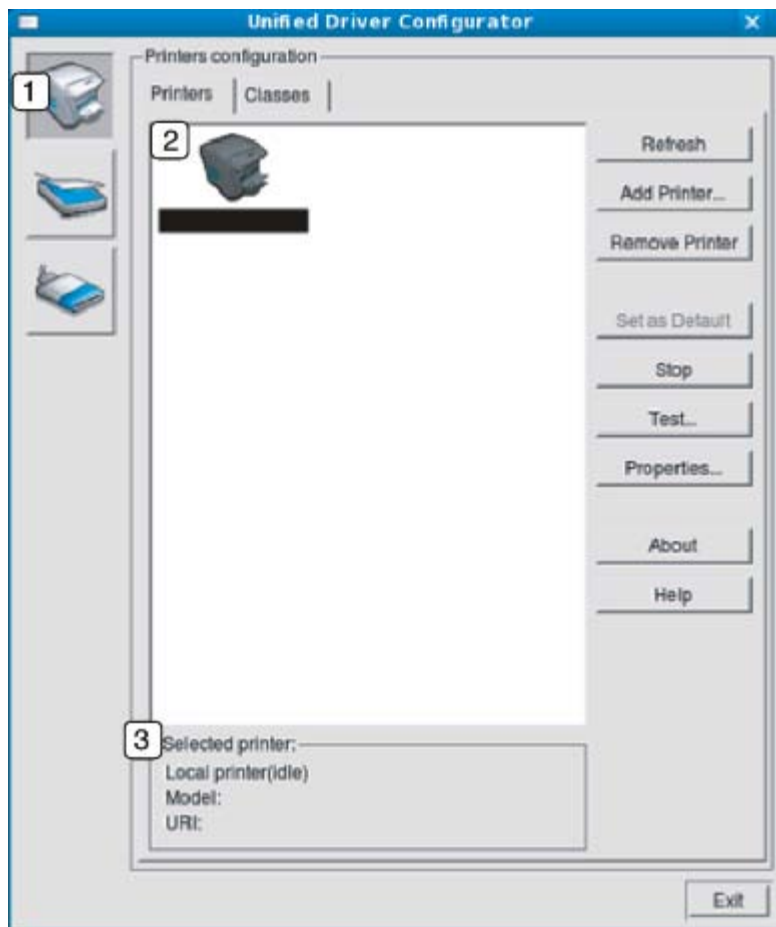 Unified Driver Configurator
Printers configuration
Printers
Classes
1
2
Refresh
Add Printer...
Remove Printer
Set as Default
Stop
Test...
Properties...
About
Help
3
Selected printer:
Local printer(idle)
Model:
URI:
Exit